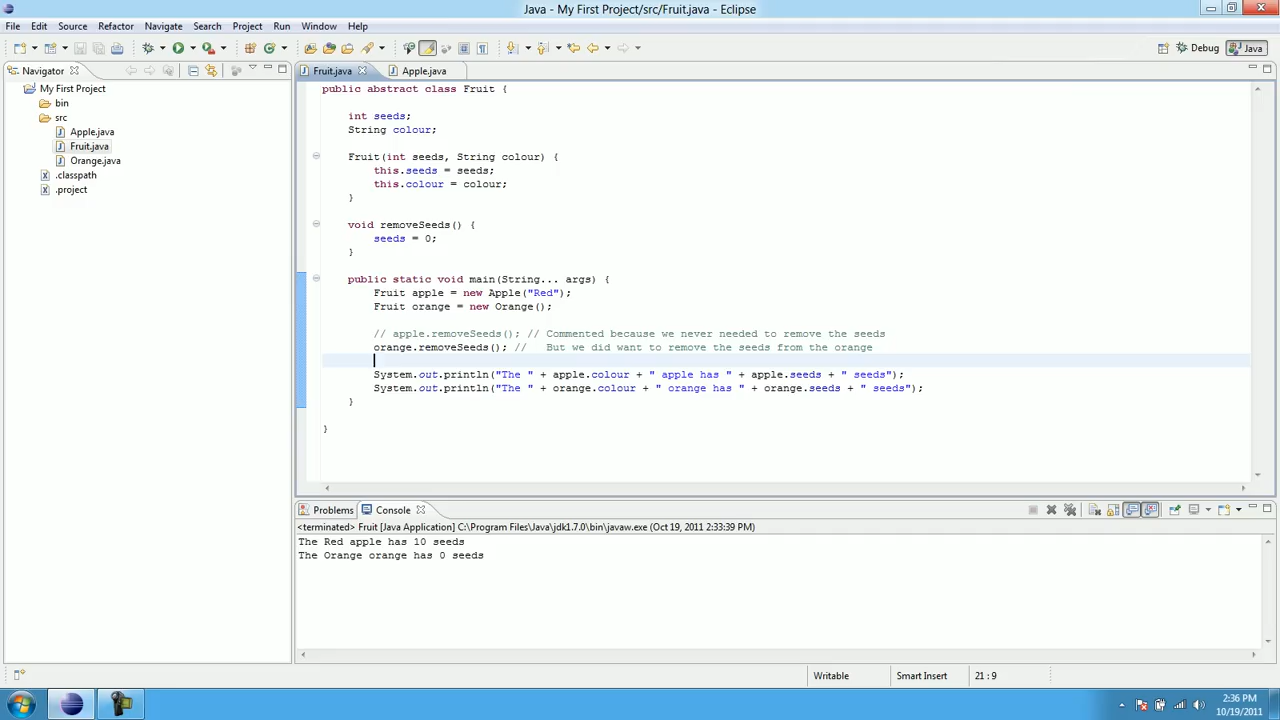 Java - My First Project/src/Fruit.java - Eclipse
File Edit Source Refactor Navigate Search Project Run Window Help
Debug Java
Navigator
Fruit.java Apple.java
My First Project
bin
src
Apple.java
Fruit.java
Orange.java
.classpath
.project
public abstract class Fruit {
int seeds;
String colour;
Fruit(int seeds, String colour) {
this.seeds = seeds;
this.colour = colour;
}
void removeSeeds() {
seeds = 0;
}
public static void main(String... args) {
Fruit apple = new Apple("Red");
Fruit orange = new Orange();
// apple.removeSeeds(); // Commented because we never needed to remove the seeds
orange.removeSeeds(); //   But we did want to remove the seeds from the orange
System.out.println("The " + apple.colour + " apple has " + apple.seeds + " seeds");
System.out.println("The " + orange.colour + " orange has " + orange.seeds + " seeds");
}
}
Problems Console
<terminated> Fruit [Java Application] C:\Program Files\Java\jdk1.7.0\bin\javaw.exe (Oct 19, 2011 2:33:39 PM)
The Red apple has 10 seeds
The Orange orange has 0 seeds
Writable Smart Insert 21 : 9
2:36 PM
10/19/2011